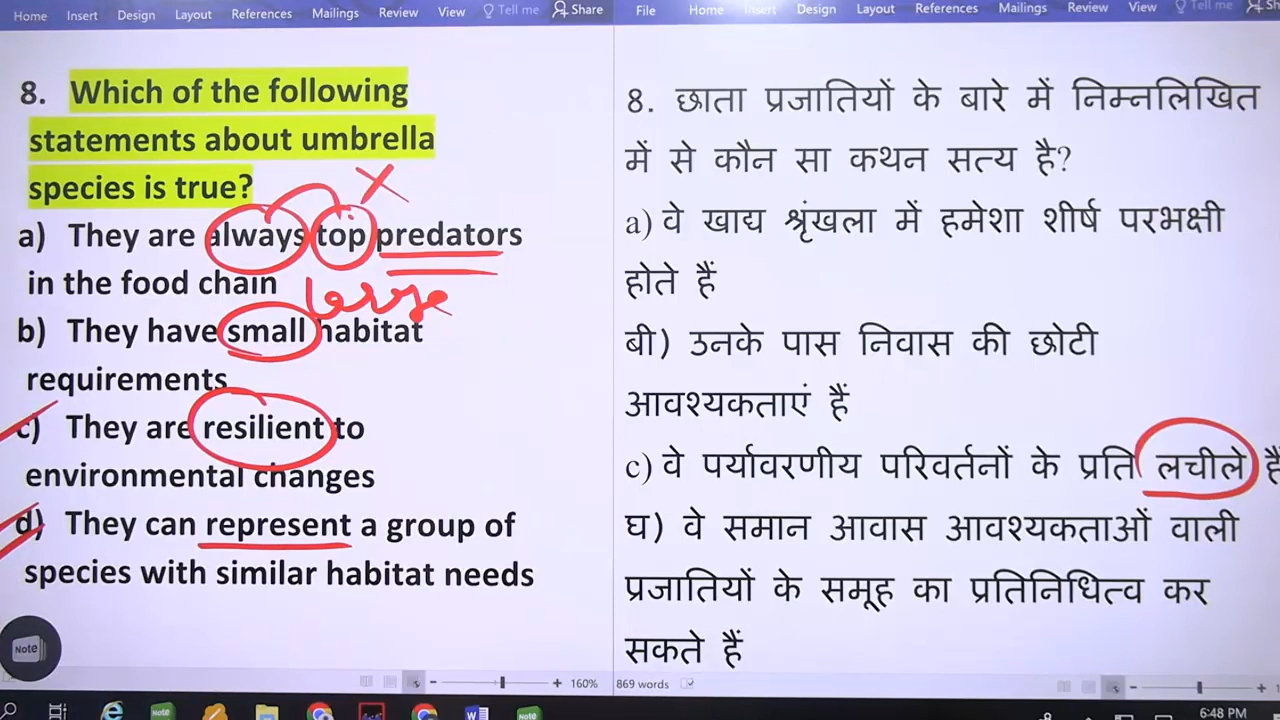 Home Insert Design Layout References Mailings Review View Tell me Share
File Home Insert Design Layout References Mailings Review View Tell me Sh
8. Which of the following
statements about umbrella
species is true?
a) They are always top predators
in the food chain
large
b) They have small habitat
requirements
c) They are resilient to
environmental changes
d) They can represent a group of
species with similar habitat needs
8. छाता प्रजातियों के बारे में निम्नलिखित
में से कौन सा कथन सत्य है?
a) वे खाद्य श्रृंखला में हमेशा शीर्ष परभक्षी
होते हैं
बी) उनके पास निवास की छोटी
आवश्यकताएं हैं
c) वे पर्यावरणीय परिवर्तनों के प्रति लचीले हैं
घ) वे समान आवास आवश्यकताओं वाली
प्रजातियों के समूह का प्रतिनिधित्व कर
सकते हैं
Note
160%
869 words
Note
Note
6:48 PM